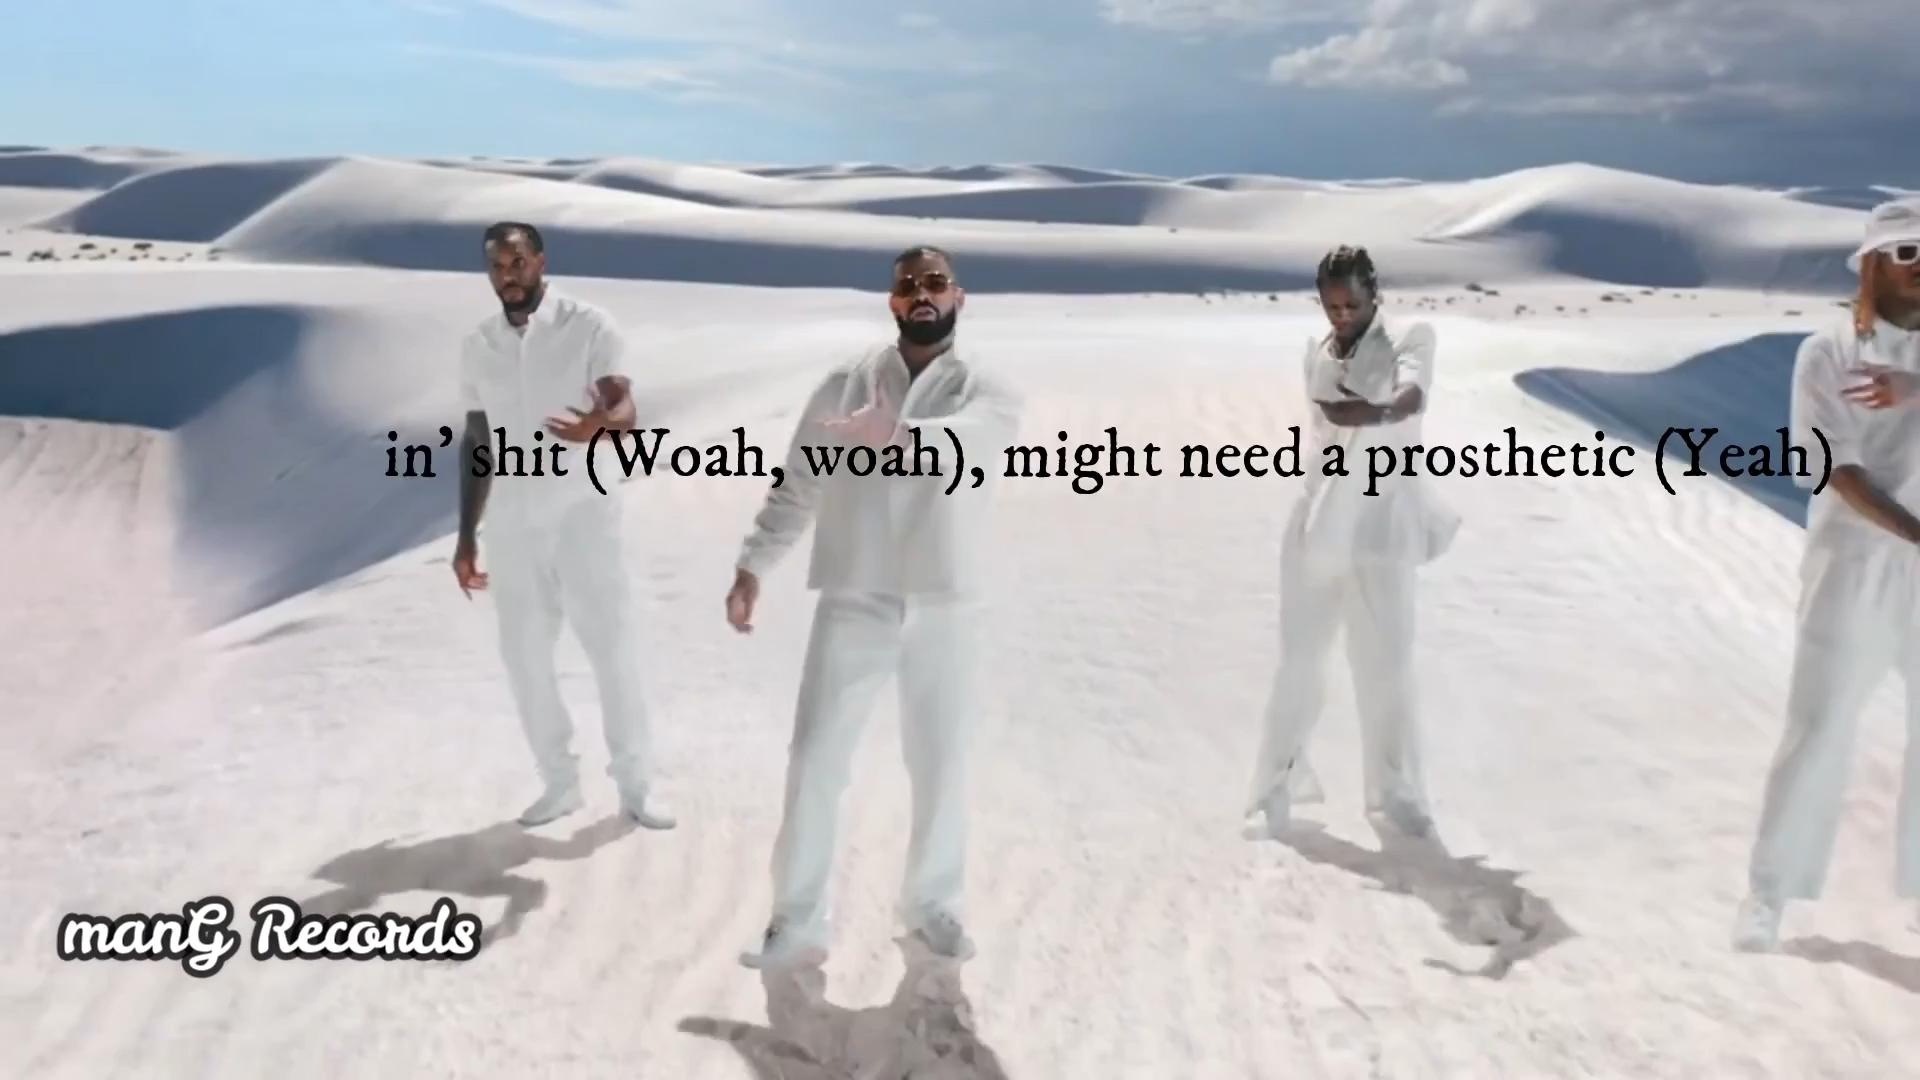 in’ shit (Woah, woah), might need a prosthetic (Yeah)
manG Records